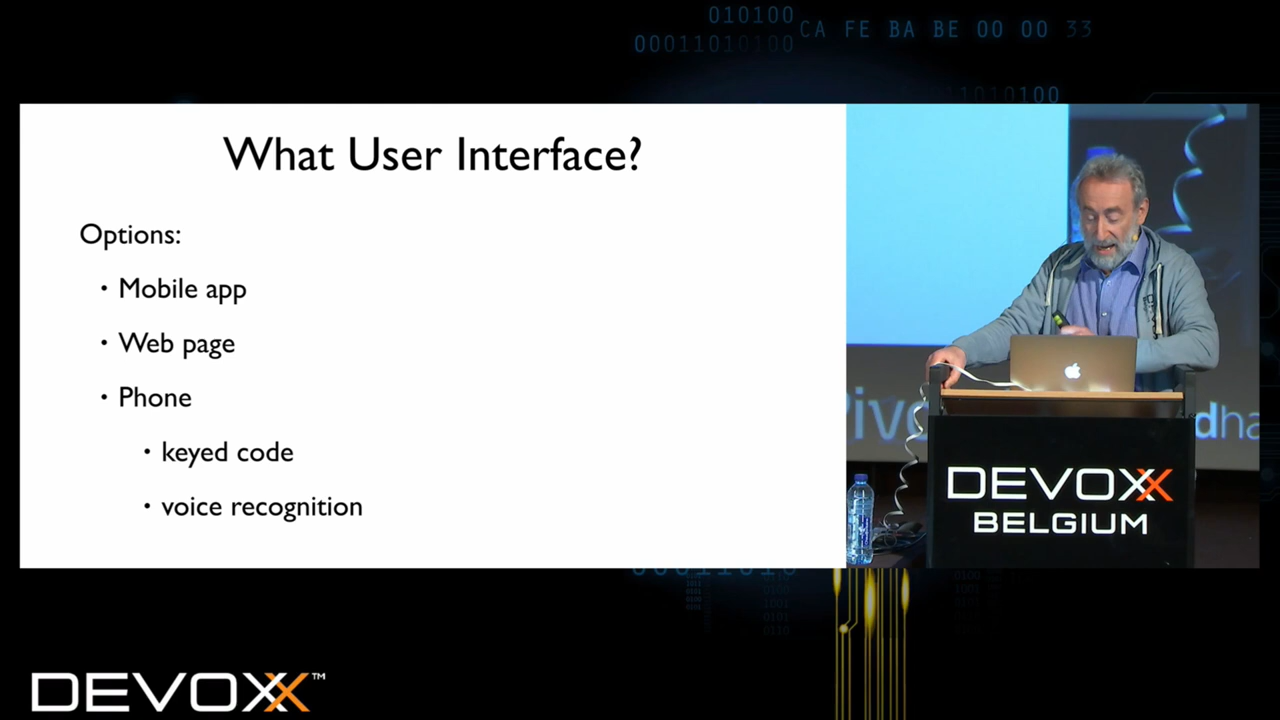 010100
00011010100
CA FE BA BE 00 00 33
11010100
What User Interface?
Options:
• Mobile app
• Web page
• Phone
• keyed code
• voice recognition
DEVOXX
BELGIUM
DEVOXX™